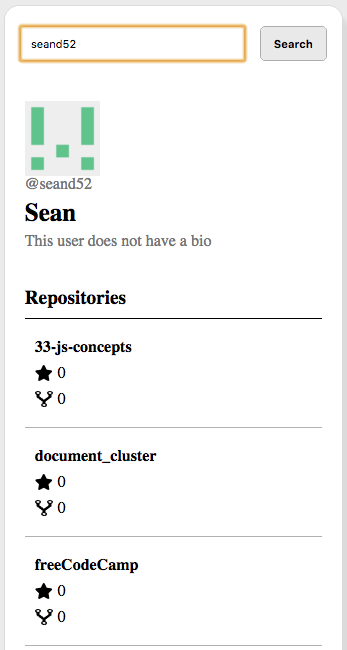 seand52 Search
@seand52
Sean
This user does not have a bio
Repositories
33-js-concepts
0
0
document_cluster
0
0
freeCodeCamp
0
0